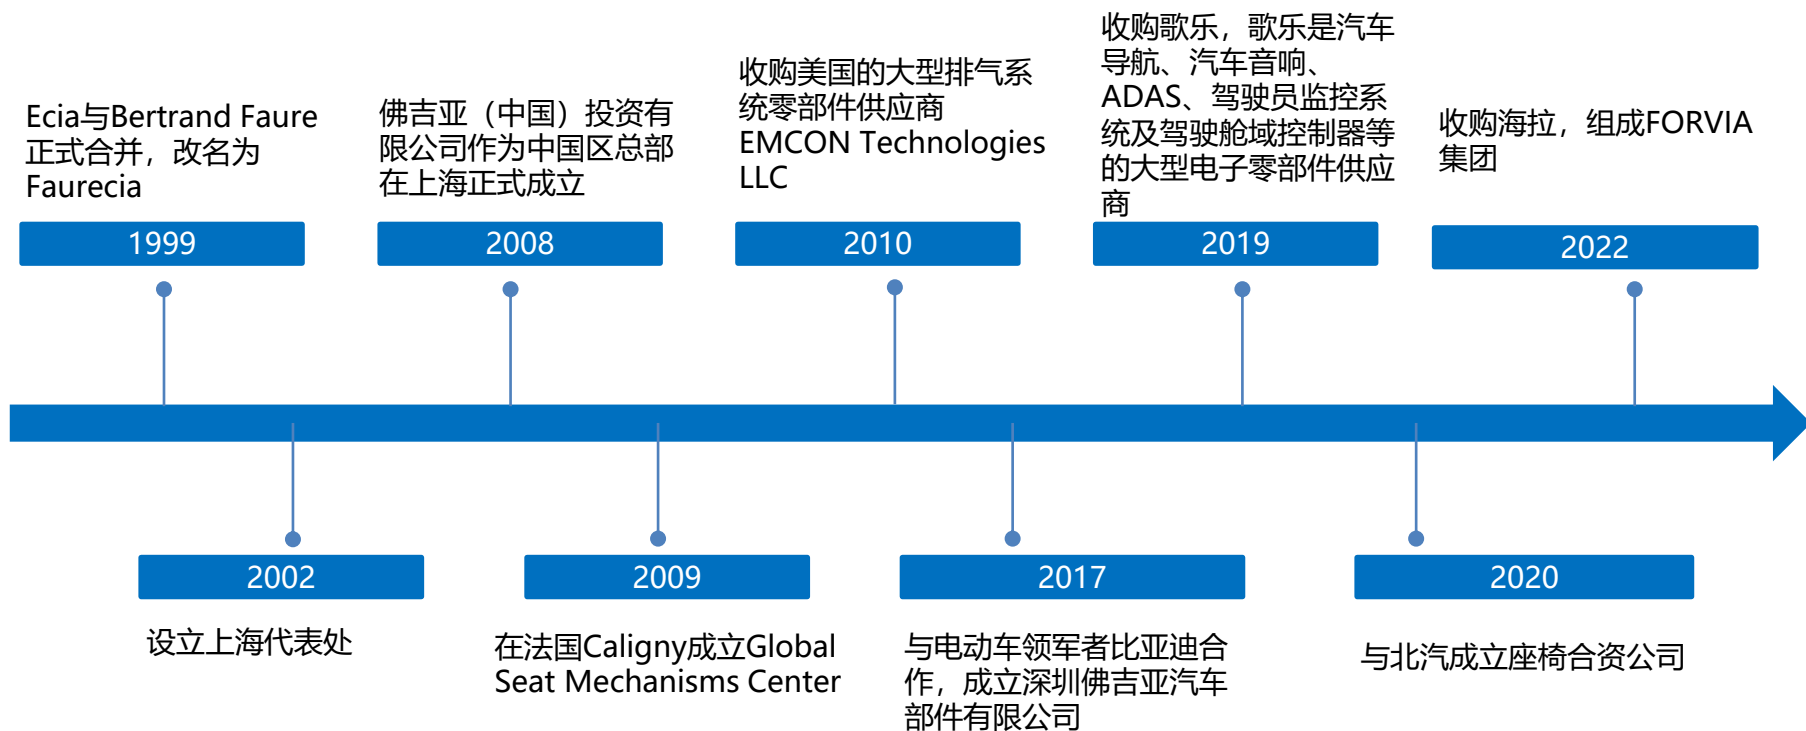 Ecia与Bertrand Faure
正式合并，改名为
Faurecia
1999
佛吉亚（中国）投资有
限公司作为中国区总部
在上海正式成立
2008
收购美国的大型排气系
统零部件供应商
EMCON Technologies
LLC
2010
收购歌乐，歌乐是汽车
导航、汽车音响、
ADAS、驾驶员监控系
统及驾驶舱域控制器等
的大型电子零部件供应
商
2019
收购海拉，组成FORVIA
集团
2022
2002
设立上海代表处
2009
在法国Caligny成立Global
Seat Mechanisms Center
2017
与电动车领军者比亚迪合
作，成立深圳佛吉亚汽车
部件有限公司
2020
与北汽成立座椅合资公司